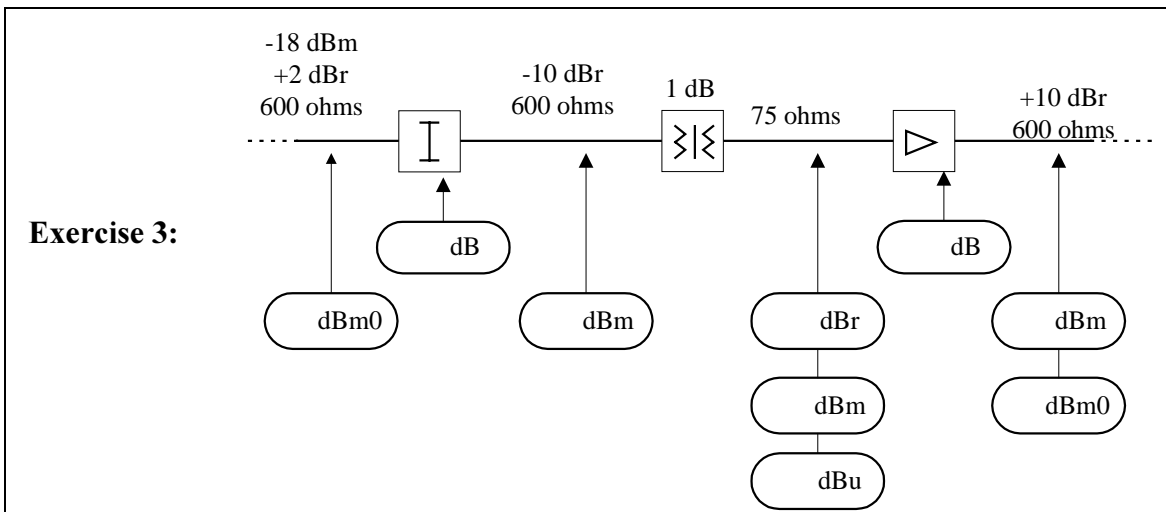 -18 dBm
+2 dBr
600 ohms
-10 dBr
600 ohms
1 dB
75 ohms
+10 dBr
600 ohms
Exercise 3:
dB
dB
dBm0
dBm
dBr
dBm
dBm
dBm0
dBu